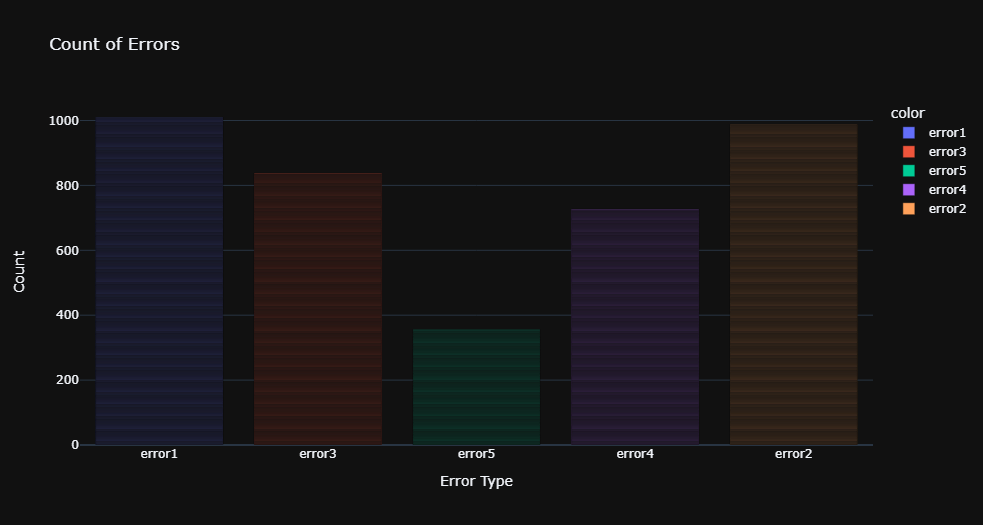 Count of Errors
color
error1
error3
error5
error4
error2
1000
800
600
400
200
0
Count
error1 error3 error5 error4 error2
Error Type